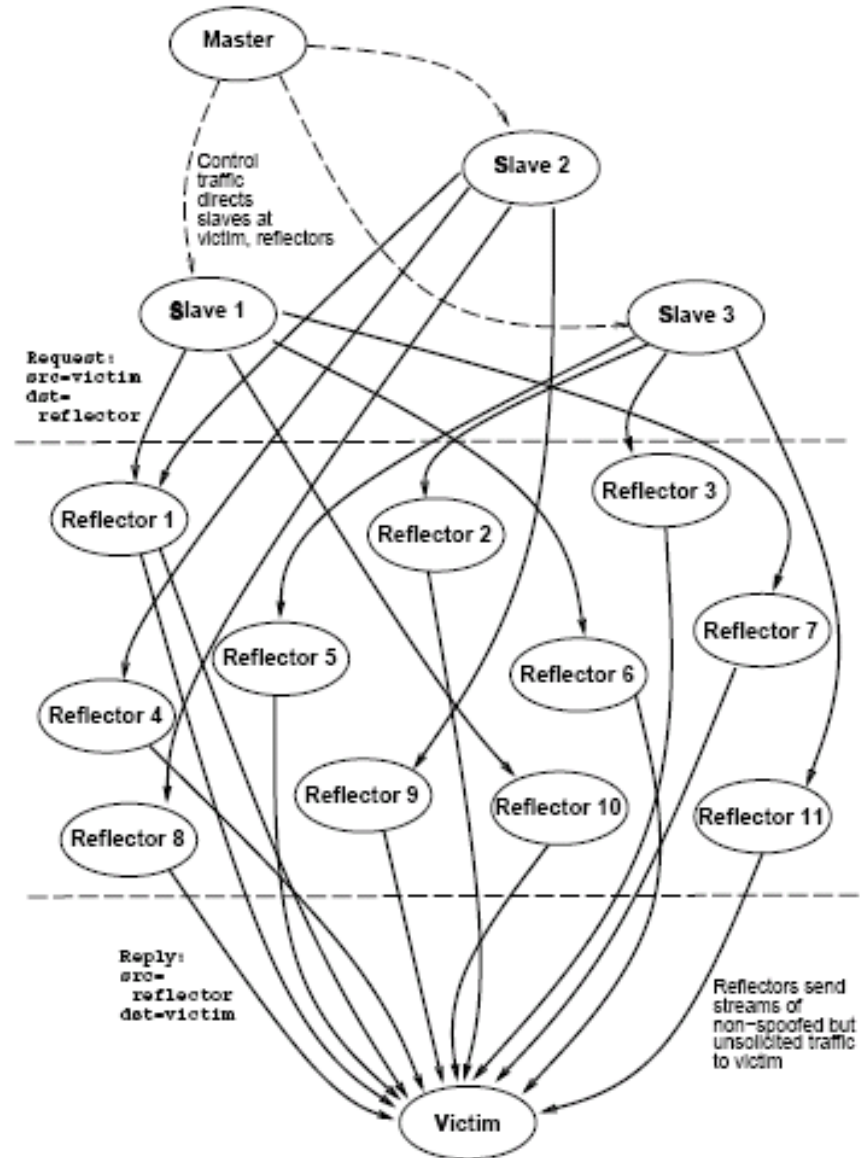 Master
Slave 2
Control
traffic
directs
slaves at
victim, reflectors
Slave 1
Slave 3
Request:
src=victim
dst=
reflector
Reflector 1
Reflector 2
Reflector 3
Reflector 4
Reflector 5
Reflector 6
Reflector 7
Reflector 8
Reflector 9
Reflector 10
Reflector 11
Reply:
src=
reflector
dst=victim
Reflectors send
streams of
non-spoofed but
unsolicited traffic
to victim
Victim